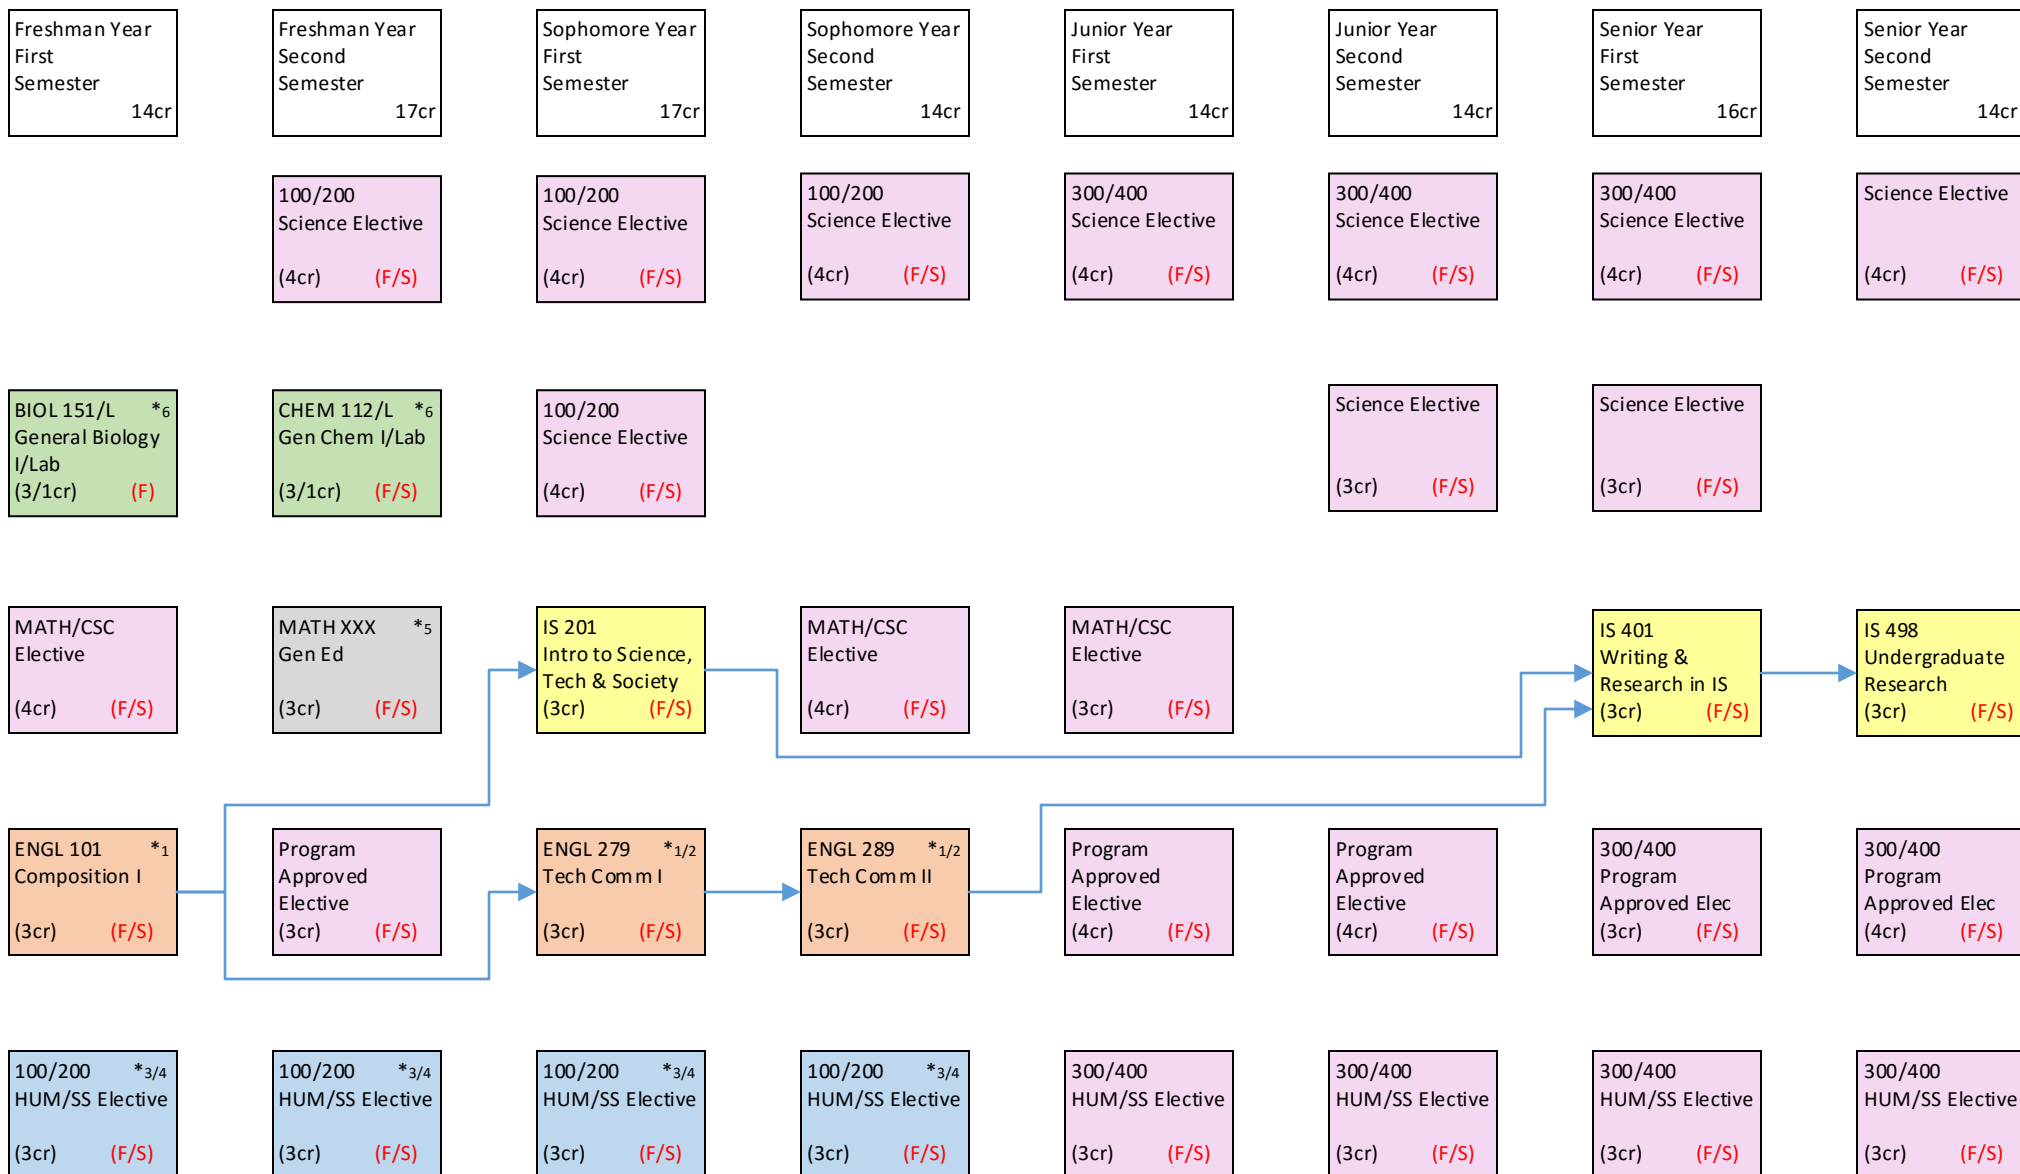 Freshman Year
First
Semester
14cr
Freshman Year
Second
Semester
17cr
Sophomore Year
First
Semester
17cr
Sophomore Year
Second
Semester
14cr
Junior Year
First
Semester
14cr
Junior Year
Second
Semester
14cr
Senior Year
First
Semester
16cr
Senior Year
Second
Semester
14cr
100/200
Science Elective
(4cr) (F/S)
100/200
Science Elective
(4cr) (F/S)
100/200
Science Elective
(4cr) (F/S)
300/400
Science Elective
(4cr) (F/S)
300/400
Science Elective
(4cr) (F/S)
300/400
Science Elective
(4cr) (F/S)
Science Elective
(4cr) (F/S)
BIOL 151/L *6
General Biology
I/Lab
(3/1cr) (F)
CHEM 112/L *6
Gen Chem I/Lab
(3/1cr) (F/S)
100/200
Science Elective
(4cr) (F/S)
Science Elective
(3cr) (F/S)
Science Elective
(3cr) (F/S)
MATH/CSC
Elective
(4cr) (F/S)
MATH XXX *5
Gen Ed
(3cr) (F/S)
IS 201
Intro to Science,
Tech & Society
(3cr) (F/S)
MATH/CSC
Elective
(4cr) (F/S)
MATH/CSC
Elective
(3cr) (F/S)
IS 401
Writing &
Research in IS
(3cr) (F/S)
IS 498
Undergraduate
Research
(3cr) (F/S)
ENGL 101 *1
Composition I
(3cr) (F/S)
Program
Approved
Elective
(3cr) (F/S)
ENGL 279 *1/2
Tech Comm I
(3cr) (F/S)
ENGL 289 *1/2
Tech Comm II
(3cr) (F/S)
Program
Approved
Elective
(4cr) (F/S)
Program
Approved
Elective
(4cr) (F/S)
300/400
Program
Approved Elec
(3cr) (F/S)
300/400
Program
Approved Elec
(4cr) (F/S)
100/200 *3/4
HUM/SS Elective
(3cr) (F/S)
100/200 *3/4
HUM/SS Elective
(3cr) (F/S)
100/200 *3/4
HUM/SS Elective
(3cr) (F/S)
100/200 *3/4
HUM/SS Elective
(3cr) (F/S)
300/400
HUM/SS Elective
(3cr) (F/S)
300/400
HUM/SS Elective
(3cr) (F/S)
300/400
HUM/SS Elective
(3cr) (F/S)
300/400
HUM/SS Elective
(3cr) (F/S)